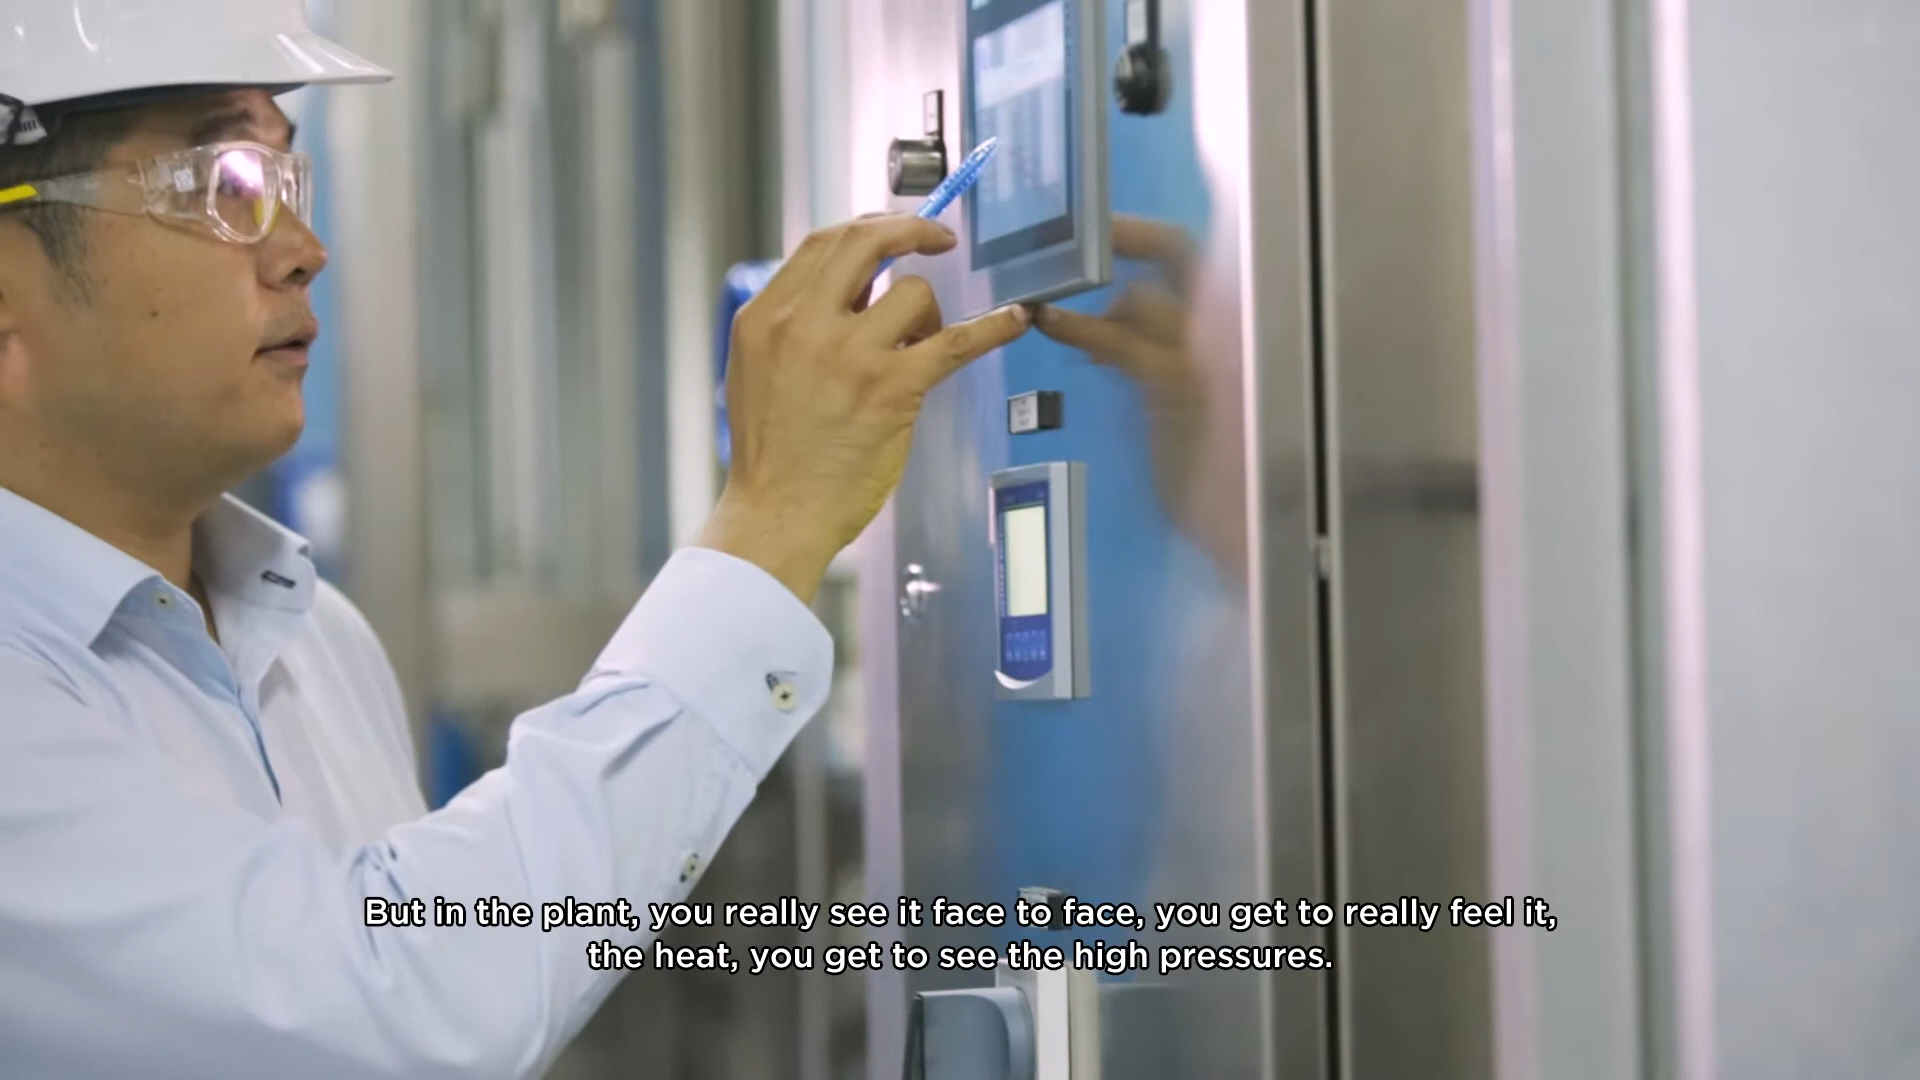 But in the plant, you really see it face to face, you get to really feel it,
the heat, you get to see the high pressures.